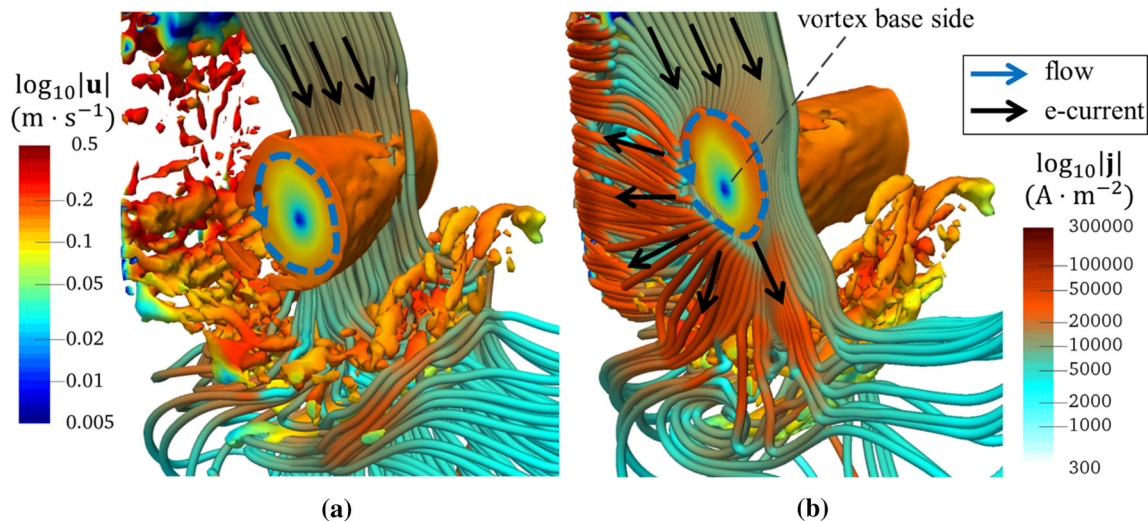 vortex base side
flow
e-current
log10|u|
(m · s⁻¹)
0.5
0.2
0.1
0.05
0.02
0.01
0.005
log10|j|
(A · m⁻²)
300000
100000
50000
20000
10000
5000
2000
1000
300
(a)
(b)